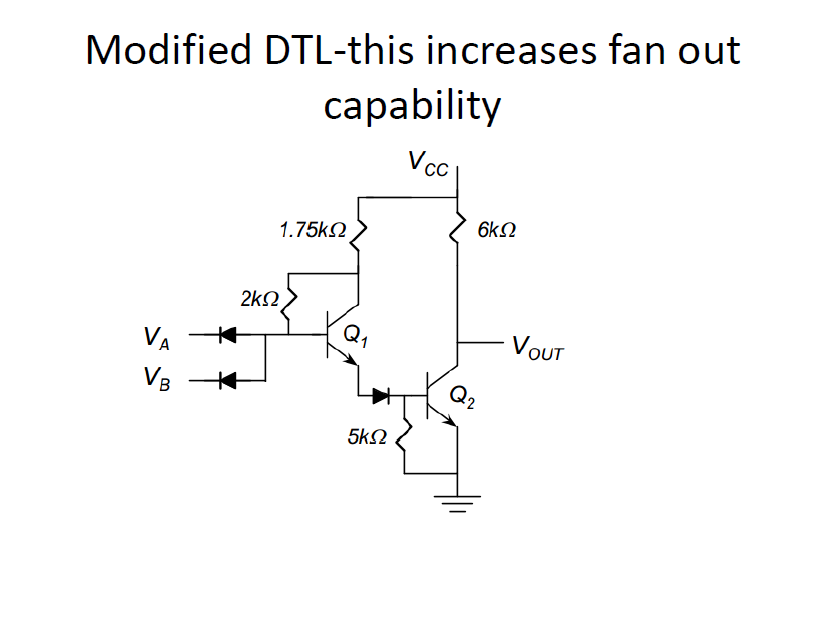 Modified DTL-this increases fan out
capability
VCC
1.75kΩ
6kΩ
2kΩ
VA
Q1
VOUT
VB
Q2
5kΩ